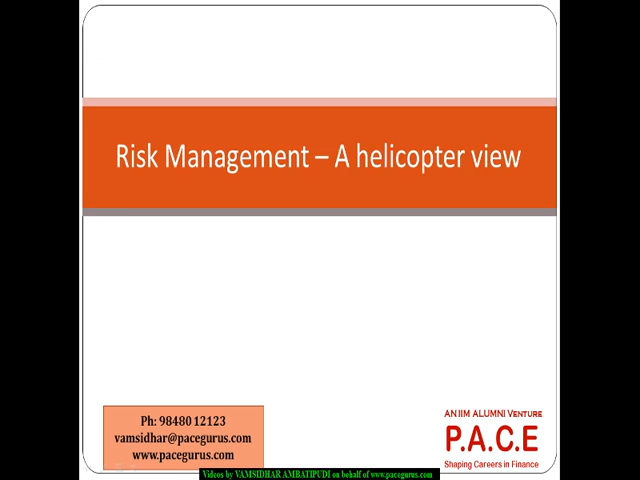 Risk Management – A helicopter view
Ph: 98480 12123
vamsidhar@pacegurus.com
www.pacegurus.com
AN IIM ALUMNI VENTURE
P.A.C.E
Shaping Careers in Finance
Videos by VAMSIDHAR AMBATIPUDI on behalf of www.pacegurus.com